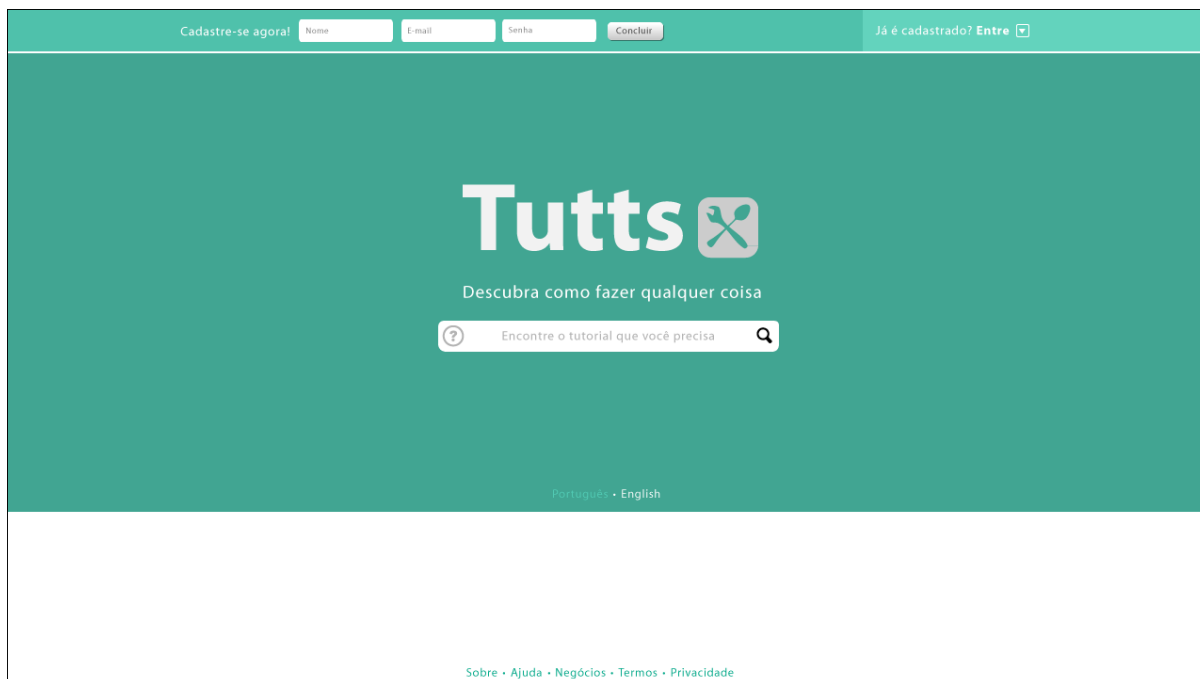 Cadastre-se agora! Nome E-mail Senha Concluir Já é cadastrado? Entre
Tutts
Descubra como fazer qualquer coisa
? Encontre o tutorial que você precisa
Português • English
Sobre • Ajuda • Negócios • Termos • Privacidade